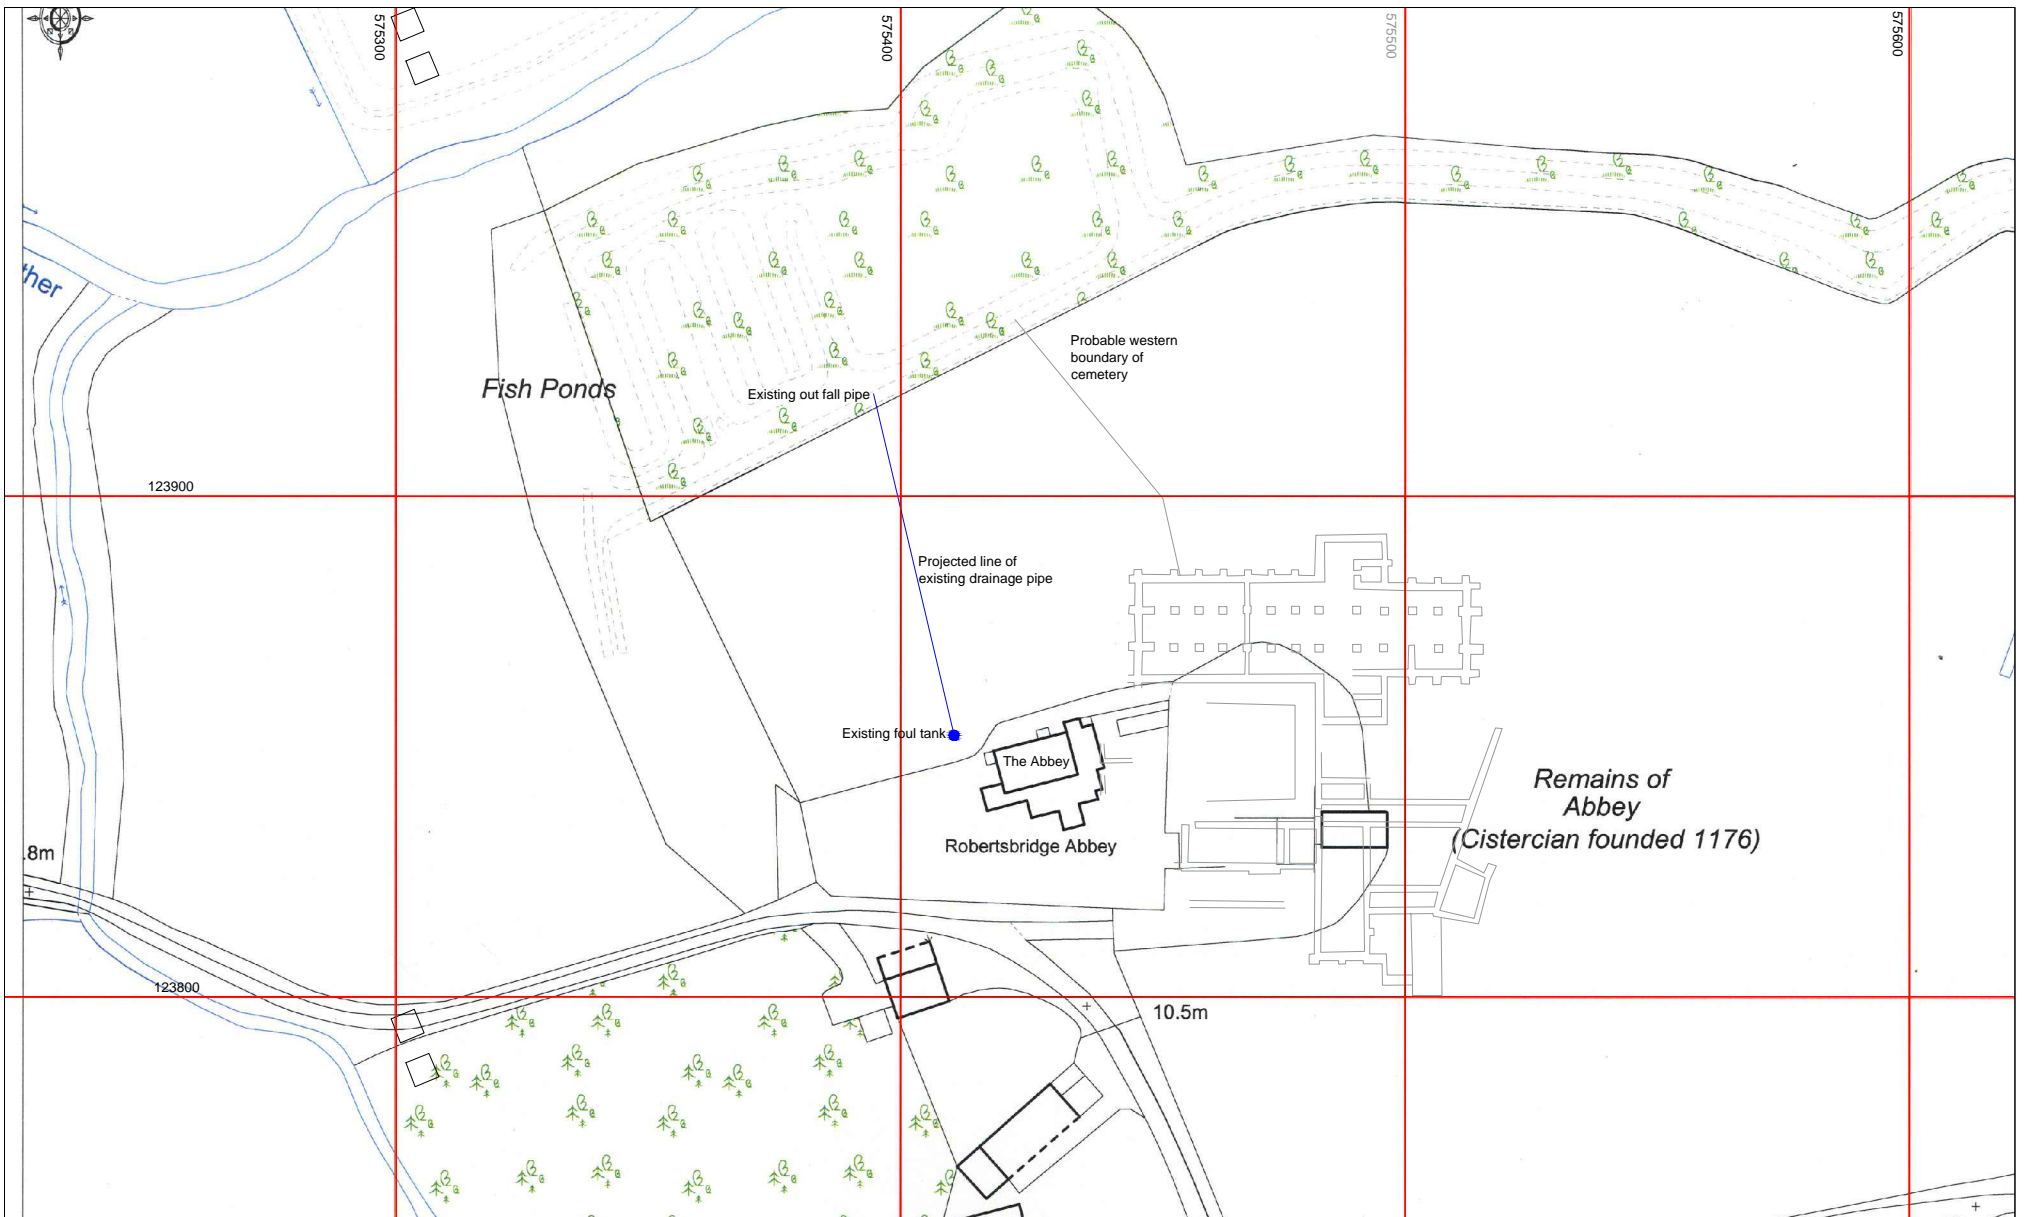 575300
575400
575500
575600
ther
Probable western
boundary of
cemetery
Fish Ponds
Existing out fall pipe
123900
Projected line of
existing drainage pipe
Existing foul tank
The Abbey
Robertsbridge Abbey
Remains of
Abbey
(Cistercian founded 1176)
.8m
123800
10.5m